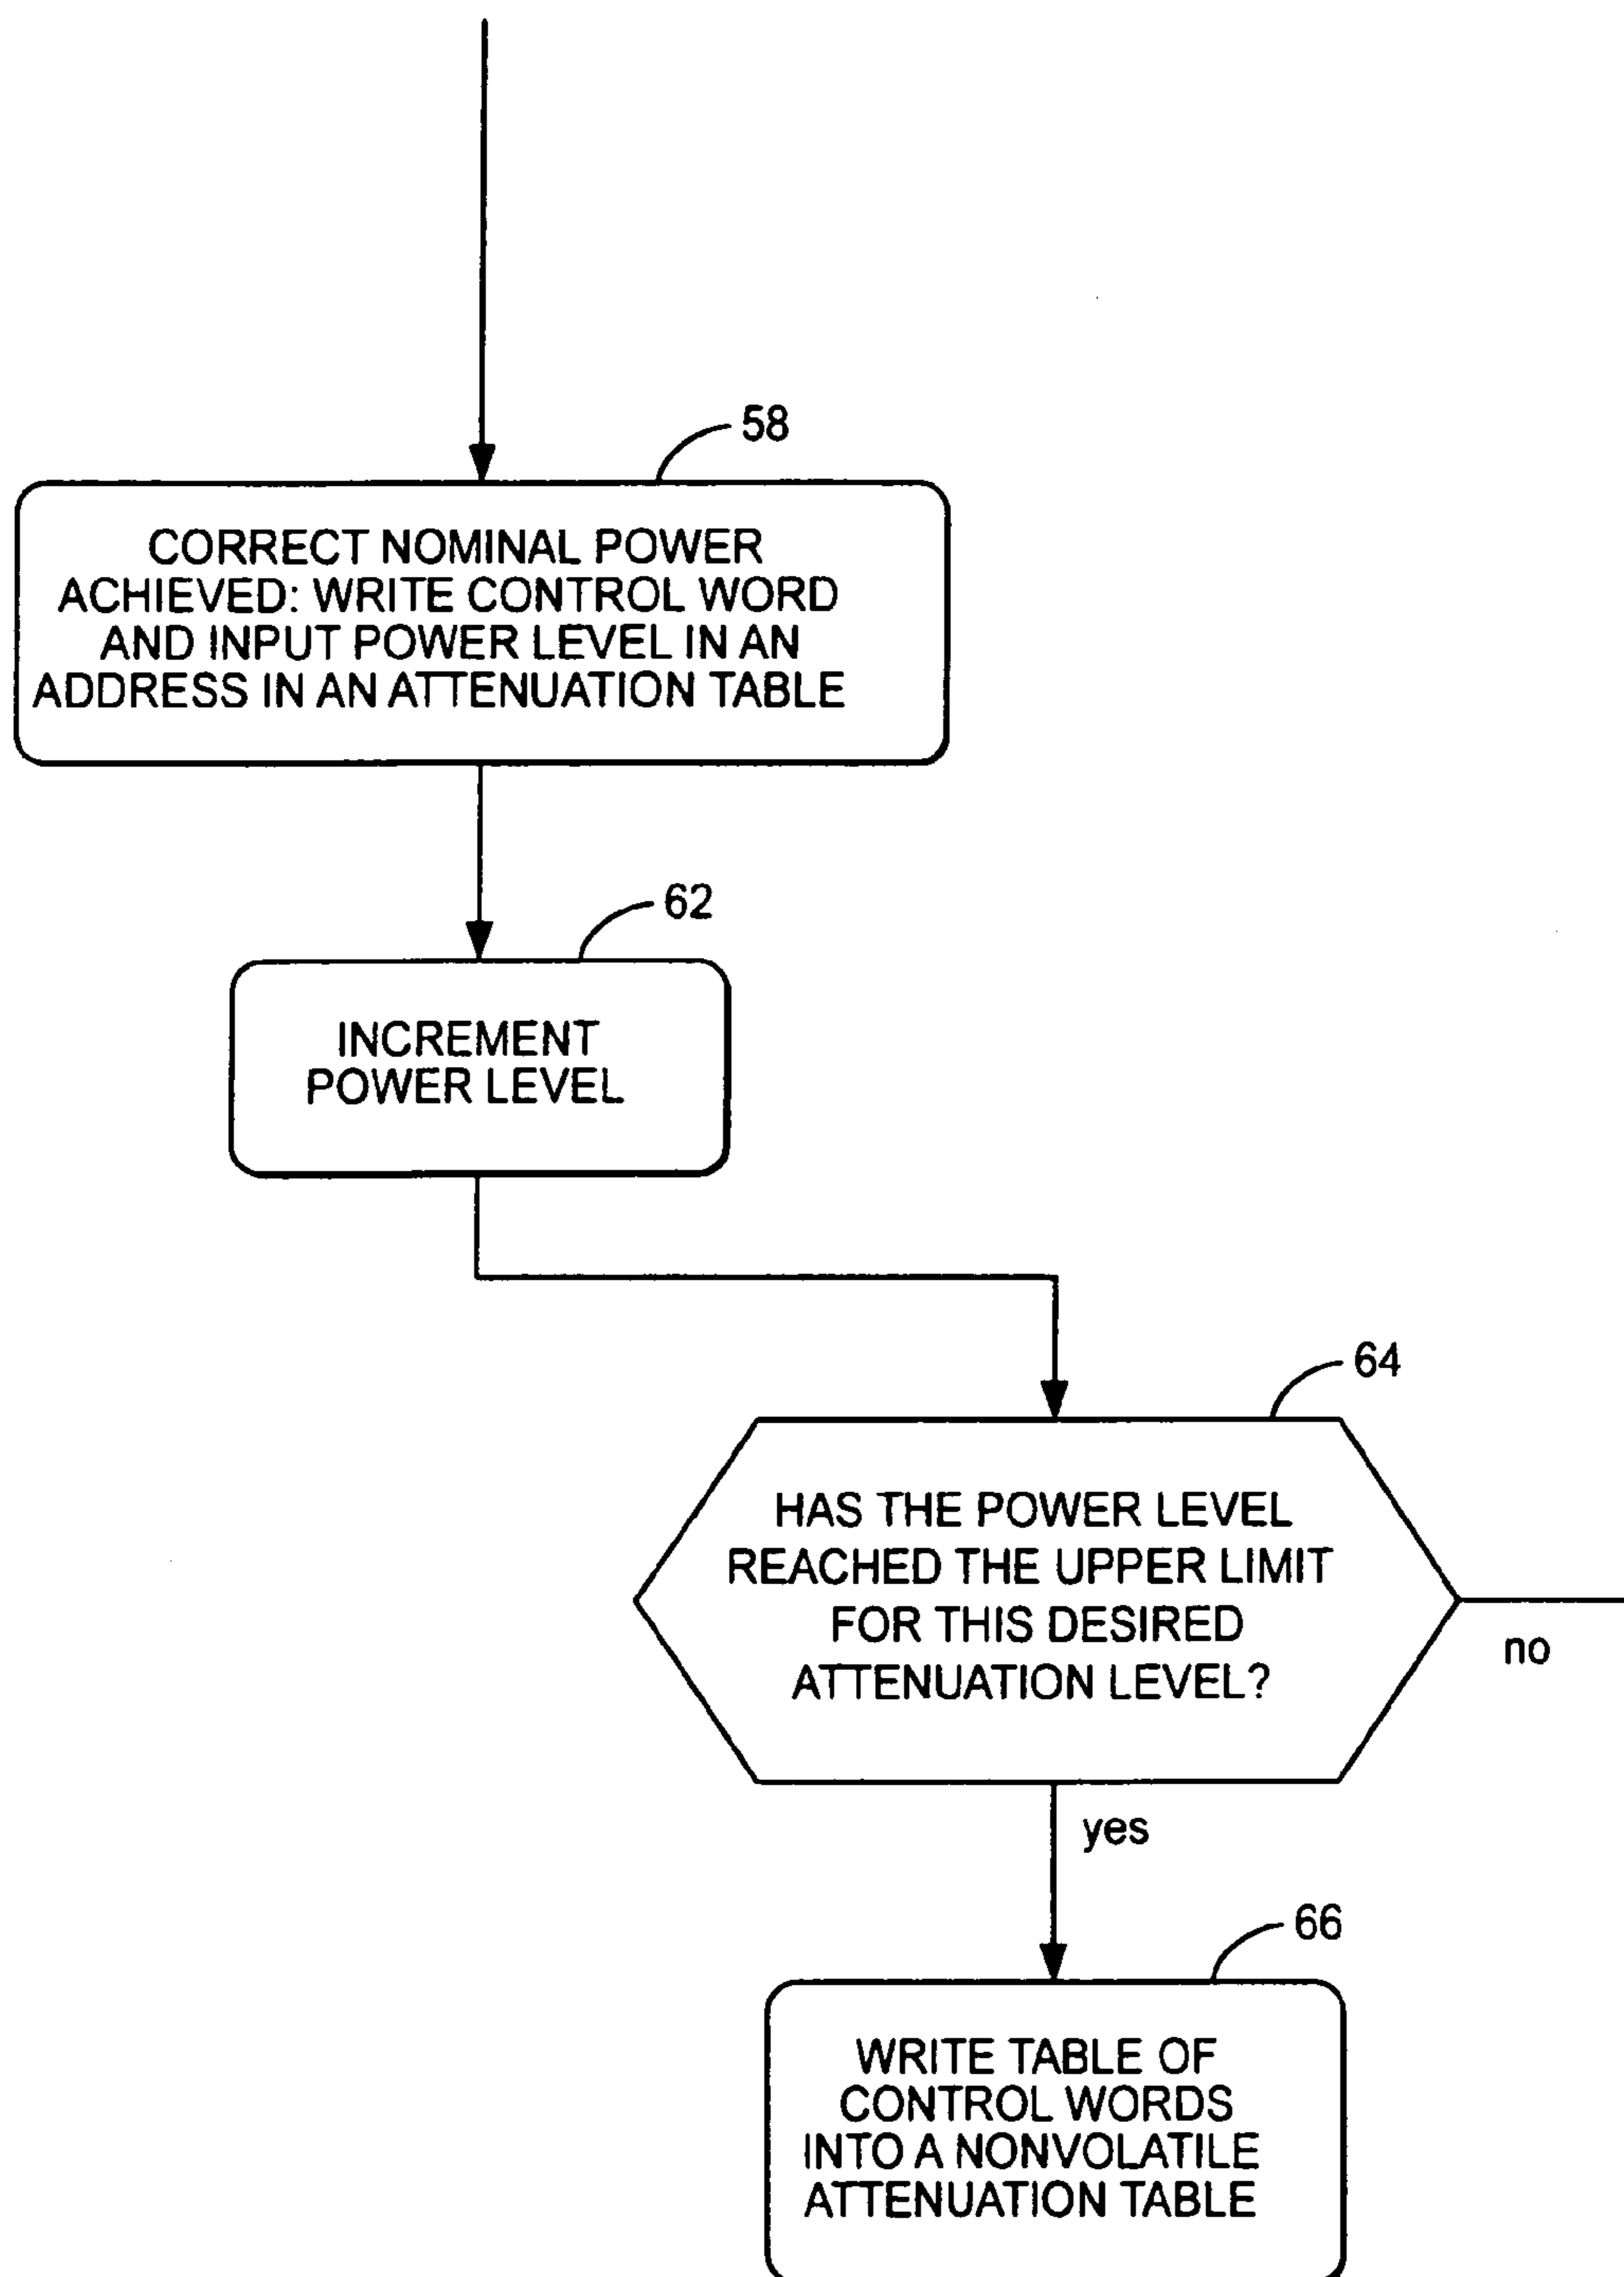 58
CORRECT NOMINAL POWER
ACHIEVED: WRITE CONTROL WORD
AND INPUT POWER LEVEL IN AN
ADDRESS IN AN ATTENUATION TABLE
62
INCREMENT
POWER LEVEL
64
HAS THE POWER LEVEL
REACHED THE UPPER LIMIT
FOR THIS DESIRED
ATTENUATION LEVEL?
no
yes
66
WRITE TABLE OF
CONTROL WORDS
INTO A NONVOLATILE
ATTENUATION TABLE